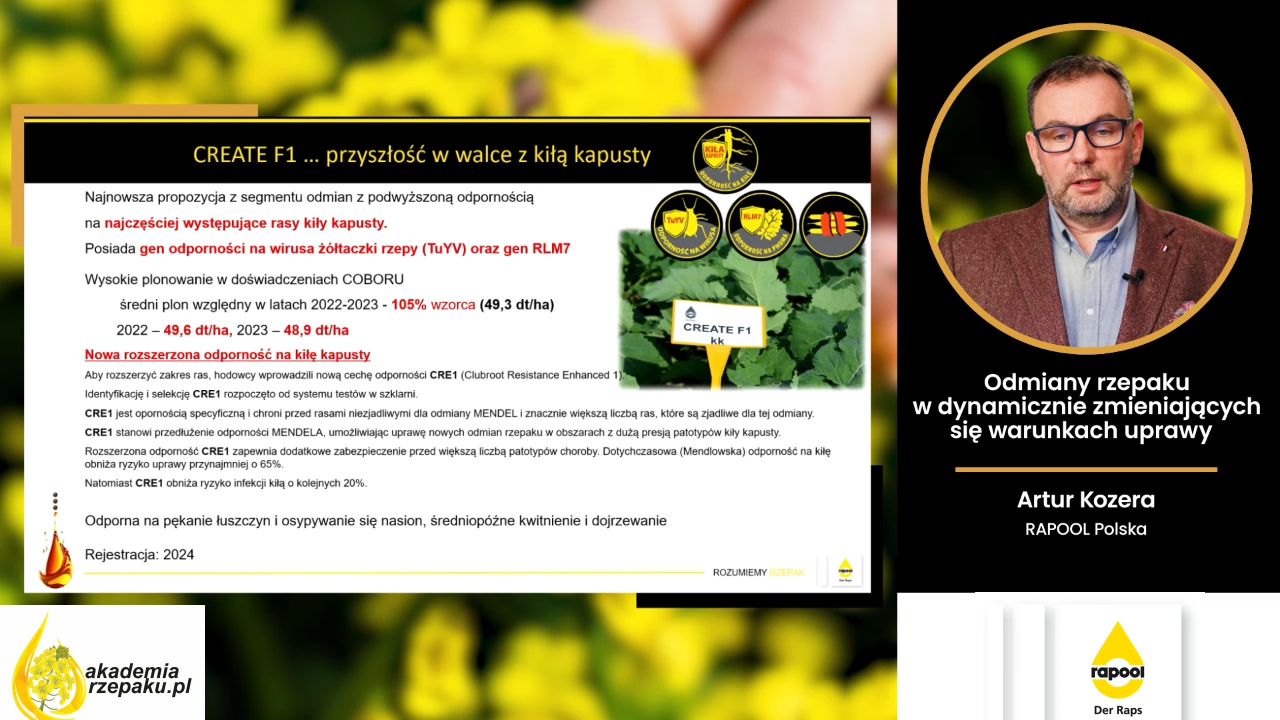 CREATE F1 ... przyszłość w walce z kiłą kapusty
KIŁA
KAPUSTY
ODPORNOŚĆ NA KIŁĘ
Najnowsza propozycja z segmentu odmian z podwyższoną odpornością
na najczęściej występujące rasy kiły kapusty.
Posiada gen odporności na wirusa żółtaczki rzepy (TuYV) oraz gen RLM7
TuYV
ODPORNOŚĆ NA WIRUSA
RLM7
ODPORNOŚĆ NA PHOMA
Wysokie plonowanie w doświadczeniach COBORU
średni plon względny w latach 2022-2023 - 105% wzorca (49,3 dt/ha)
2022 – 49,6 dt/ha, 2023 – 48,9 dt/ha
CREATE F1
kk
Nowa rozszerzona odporność na kiłę kapusty
Aby rozszerzyć zakres ras, hodowcy wprowadzili nową cechę odporności CRE1 (Clubroot Resistance Enhanced 1).
Identyfikację i selekcję CRE1 rozpoczęto od systemu testów w szklarni.
CRE1 jest opornością specyficzną i chroni przed rasami niezjadliwymi dla odmiany MENDEL i znacznie większą liczbą ras, które są zjadliwe dla tej odmiany.
CRE1 stanowi przedłużenie odporności MENDELA, umożliwiając uprawę nowych odmian rzepaku w obszarach z dużą presją patotypów kiły kapusty.
Rozszerzona odporność CRE1 zapewnia dodatkowe zabezpieczenie przed większą liczbą patotypów choroby. Dotychczasowa (Mendlowska) odporność na kiłę
obniża ryzyko uprawy przynajmniej o 65%.
Natomiast CRE1 obniża ryzyko infekcji kiłą o kolejnych 20%.
Odporna na pękanie łuszczyn i osypywanie się nasion, średniopóźne kwitnienie i dojrzewanie
Rejestracja: 2024
ROZUMIEMY RZEPAK
rapool
Der Raps
akademia
rzepaku.pl
Odmiany rzepaku
w dynamicznie zmieniających
się warunkach uprawy
Artur Kozera
RAPOOL Polska
rapool
Der Raps